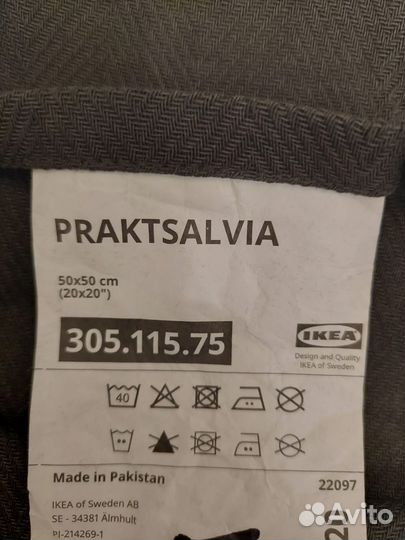 PRAKTSALVIA
50x50 cm
(20x20")
305.115.75
IKEA
Design and Quality
IKEA of Sweden
40
Made in Pakistan
22097
IKEA of Sweden AB
SE - 34381 Älmhult
PJ-214269-1
Avito